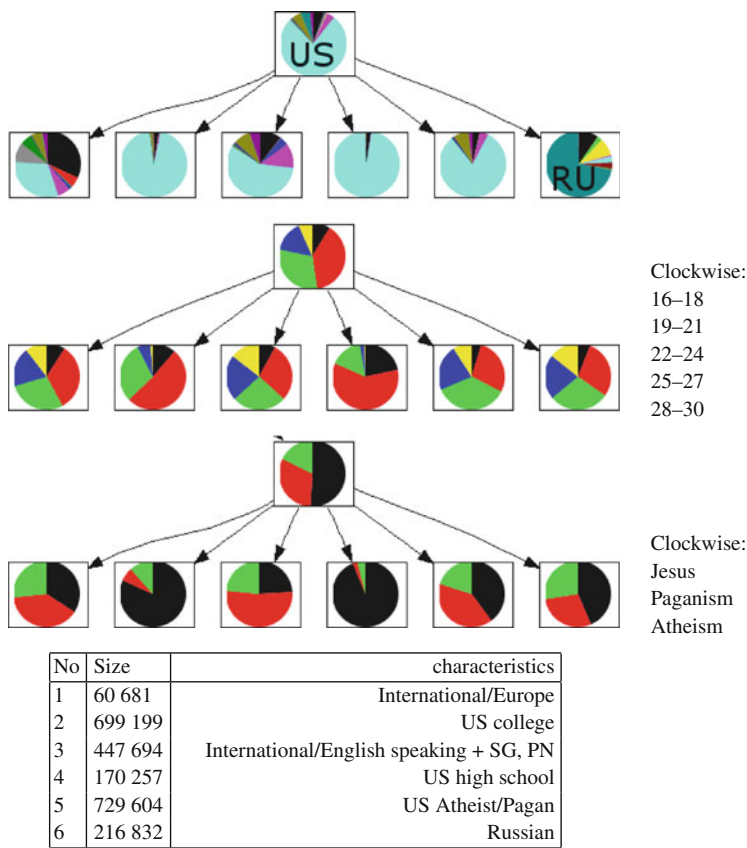 US
RU
Clockwise:
16–18
19–21
22–24
25–27
28–30
Clockwise:
Jesus
Paganism
Atheism
No Size characteristics
1 60 681 International/Europe
2 699 199 US college
3 447 694 International/English speaking + SG, PN
4 170 257 US high school
5 729 604 US Atheist/Pagan
6 216 832 Russian